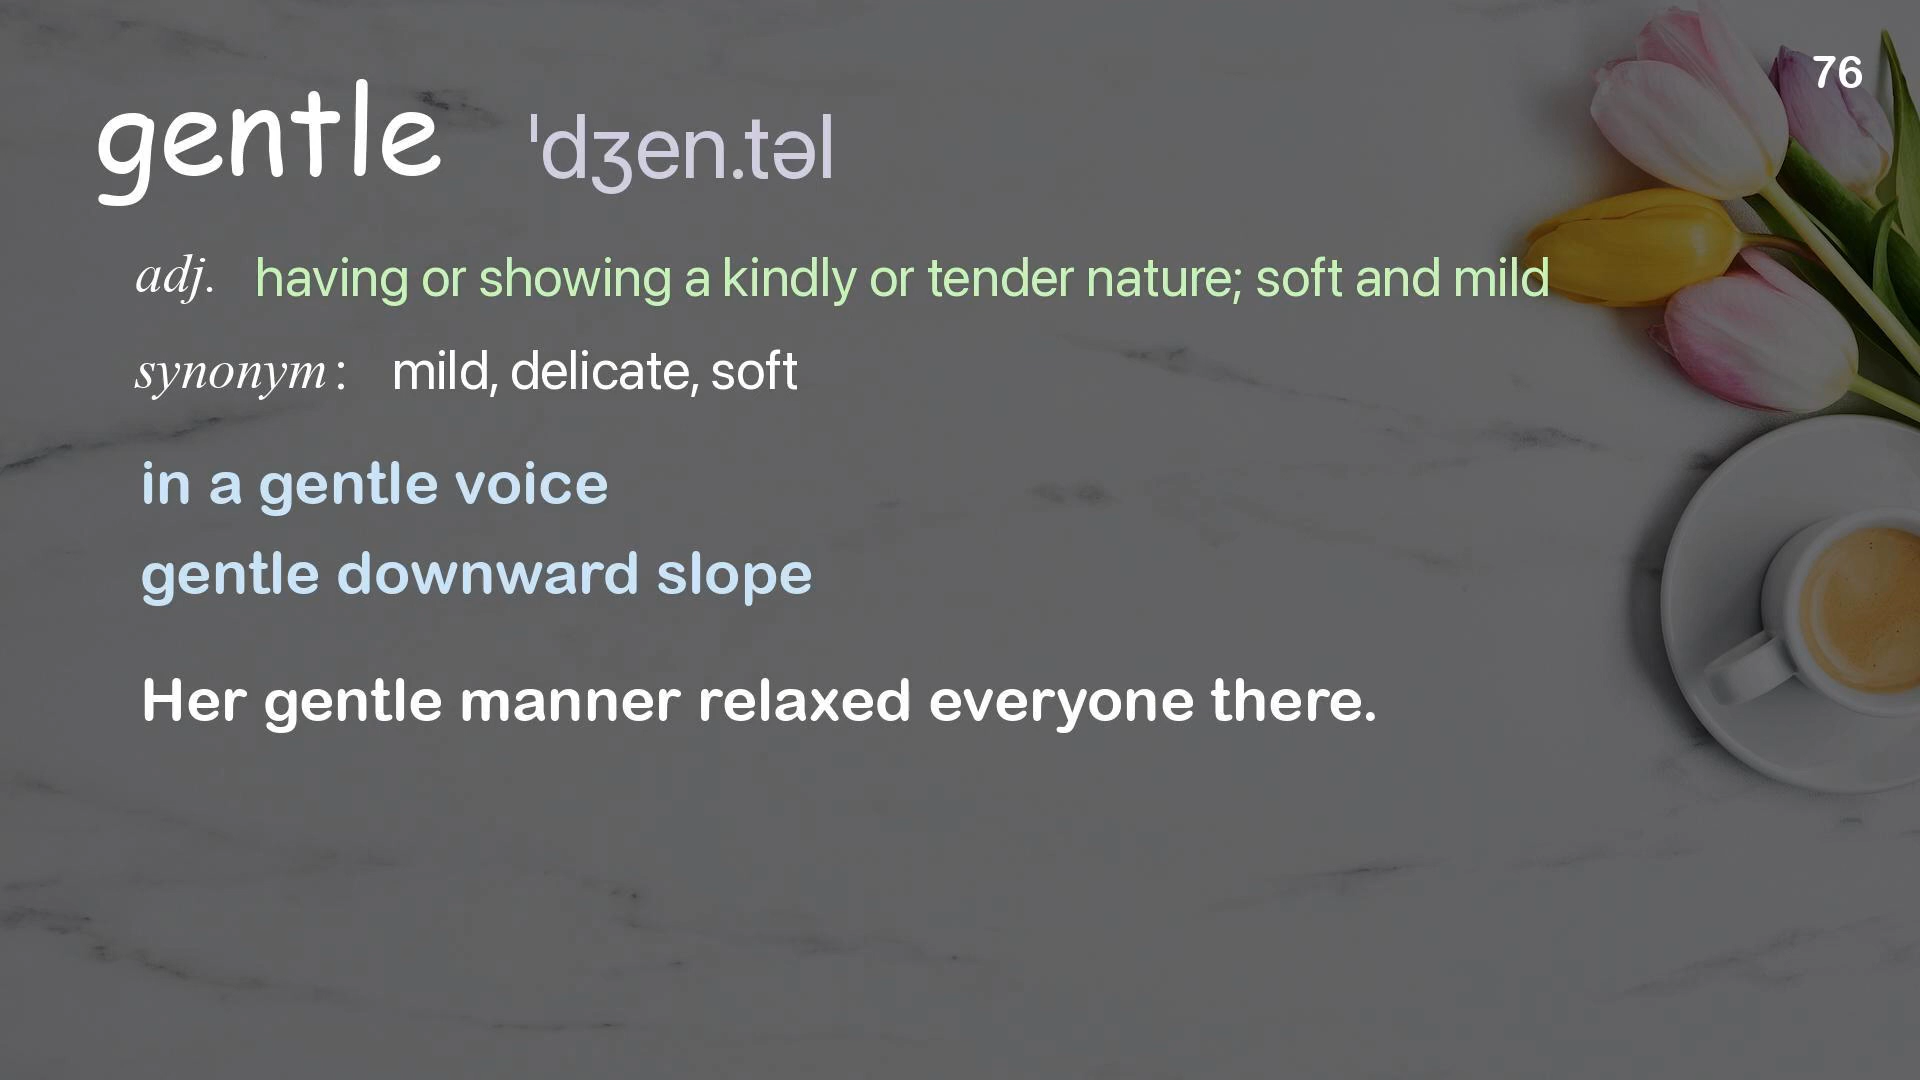 76
gentle ˈdʒen.təl
adj. having or showing a kindly or tender nature; soft and mild
synonym: mild, delicate, soft
in a gentle voice
gentle downward slope
Her gentle manner relaxed everyone there.